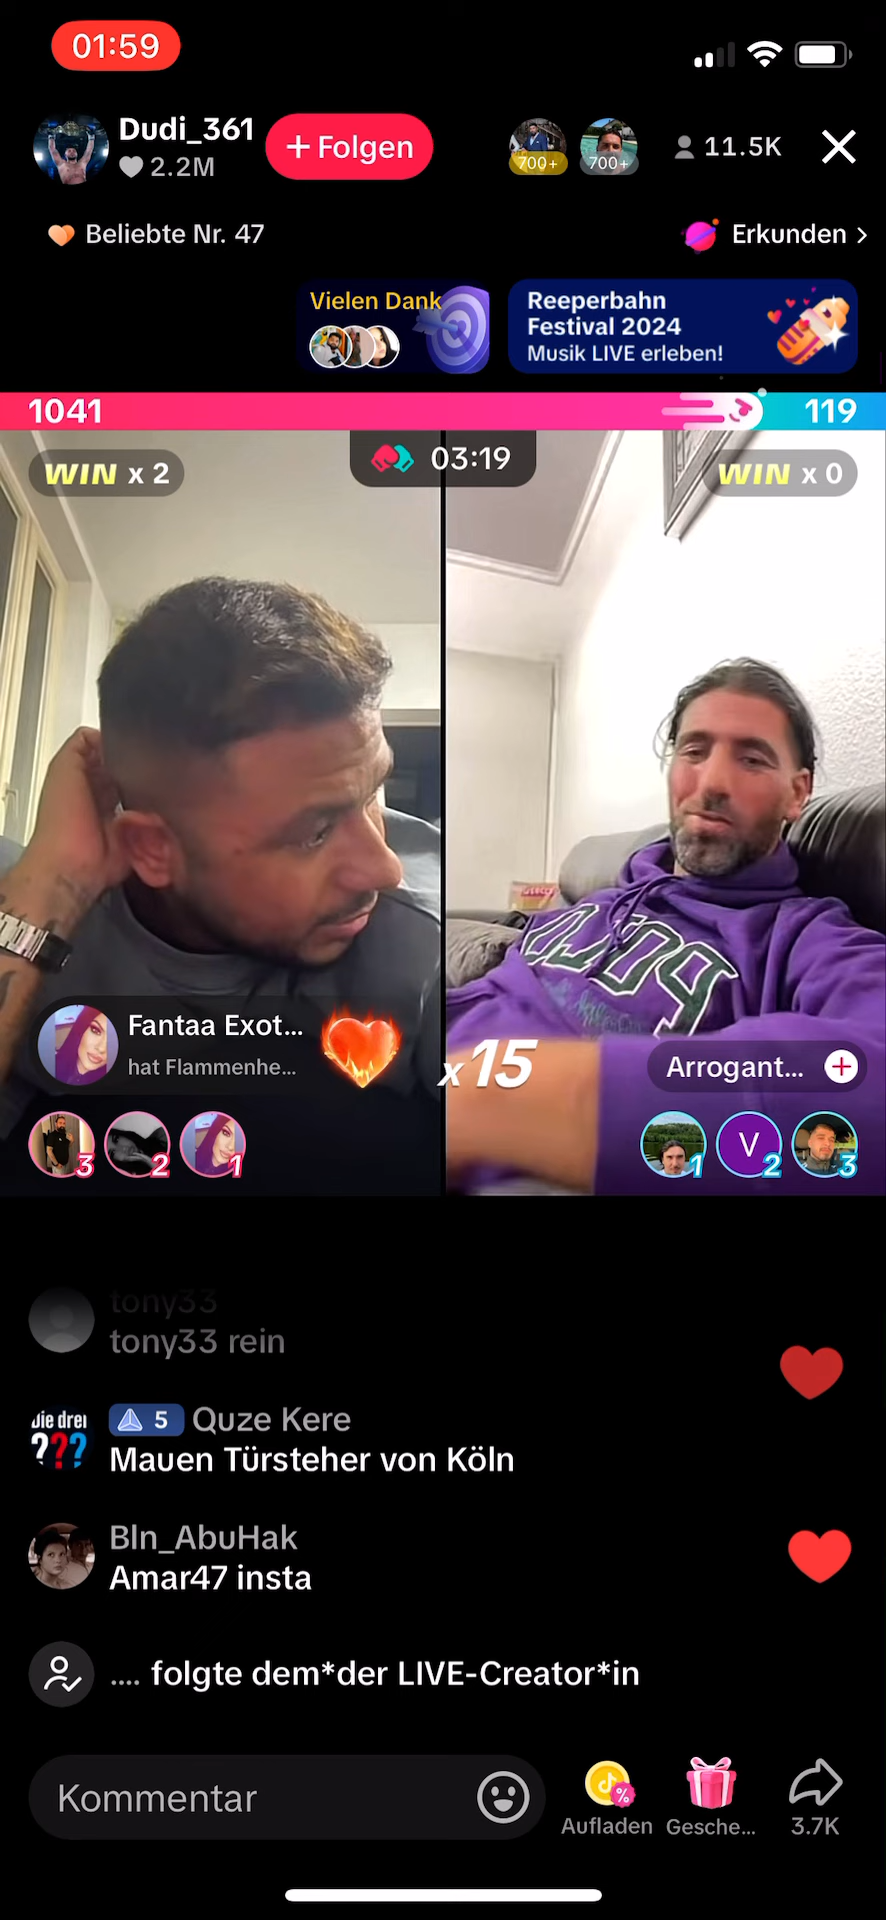 01:59
Dudi_361
+ Folgen
2.2M
700+
700+
11.5K
Beliebte Nr. 47
Erkunden >
Vielen Dank
Reeperbahn
Festival 2024
Musik LIVE erleben!
1041
119
WIN x 2
03:19
WIN x 0
POLO
Fantaa Exot...
hat Flammenhe...
x15
Arrogant... +
3
2
1
1
V
2
3
tony33
tony33 rein
Die drei
???
5 Quze Kere
Mauen Türsteher von Köln
Bln_AbuHak
Amar47 insta
.... folgte dem*der LIVE-Creator*in
Kommentar
%
Aufladen
Gesche...
3.7K